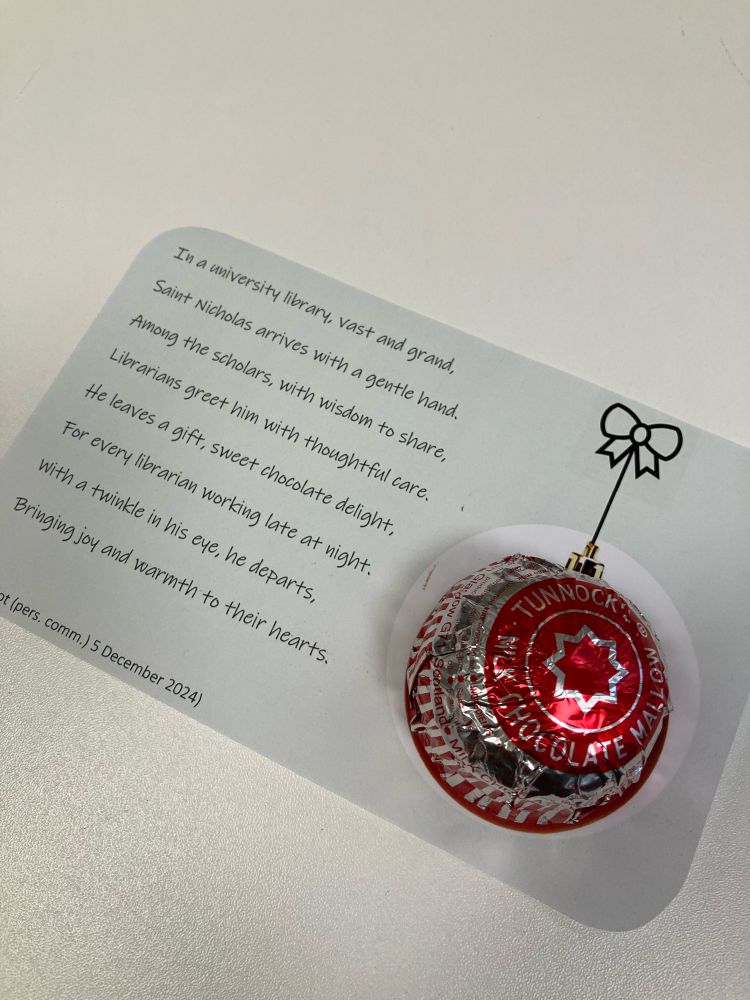 In a university library, vast and grand,
Saint Nicholas arrives with a gentle hand.
Among the scholars, with wisdom to share,
Librarians greet him with thoughtful care.
He leaves a gift, sweet chocolate delight,
For every librarian working late at night.
With a twinkle in his eye, he departs,
Bringing joy and warmth to their hearts.
(pers. comm.) 5 December 2024)
TUNNOCK'S
MILK CHOCOLATE MALLOW
Scotland